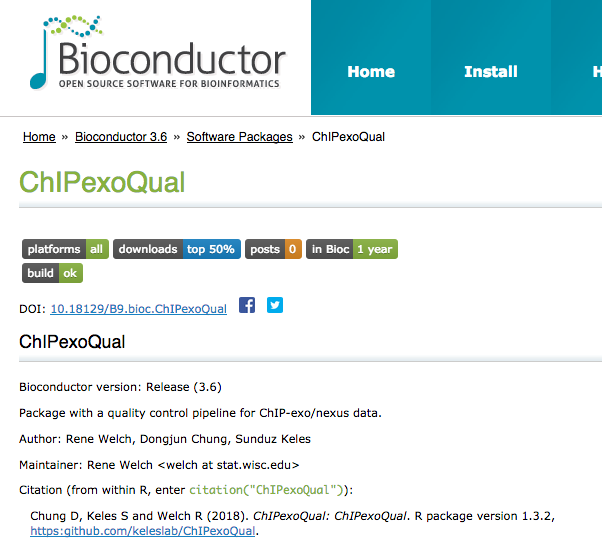 Bioconductor
OPEN SOURCE SOFTWARE FOR BIOINFORMATICS
Home Install H
Home » Bioconductor 3.6 » Software Packages » ChIPexoQual
ChIPexoQual
platforms all downloads top 50% posts 0 in Bioc 1 year
build ok
DOI: 10.18129/B9.bioc.ChIPexoQual
ChIPexoQual
Bioconductor version: Release (3.6)
Package with a quality control pipeline for ChIP-exo/nexus data.
Author: Rene Welch, Dongjun Chung, Sunduz Keles
Maintainer: Rene Welch <welch at stat.wisc.edu>
Citation (from within R, enter citation("ChIPexoQual")):
Chung D, Keles S and Welch R (2018). ChIPexoQual: ChIPexoQual. R package version 1.3.2,
https:github.com/keleslab/ChIPexoQual.